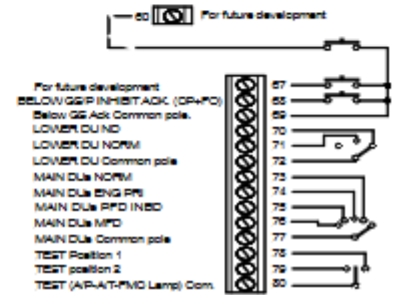 60 For future development
For future development 67
BELOW GS/P INHIBIT ACK. (CP+FO) 68
Below GS Ack Common pole. 69
LOWER DU ND 70
LOWER DU NORM 71
LOWER DU Common pole 72
MAIN DUs NORM 73
MAIN DUs ENG PRI 74
MAIN DUs PFD INBD 75
MAIN DUs MFD 76
MAIN DUs Common pole 77
TEST Position 1 78
TEST position 2 79
TEST (A/P-A/T-FMC Lamp) Com. 80